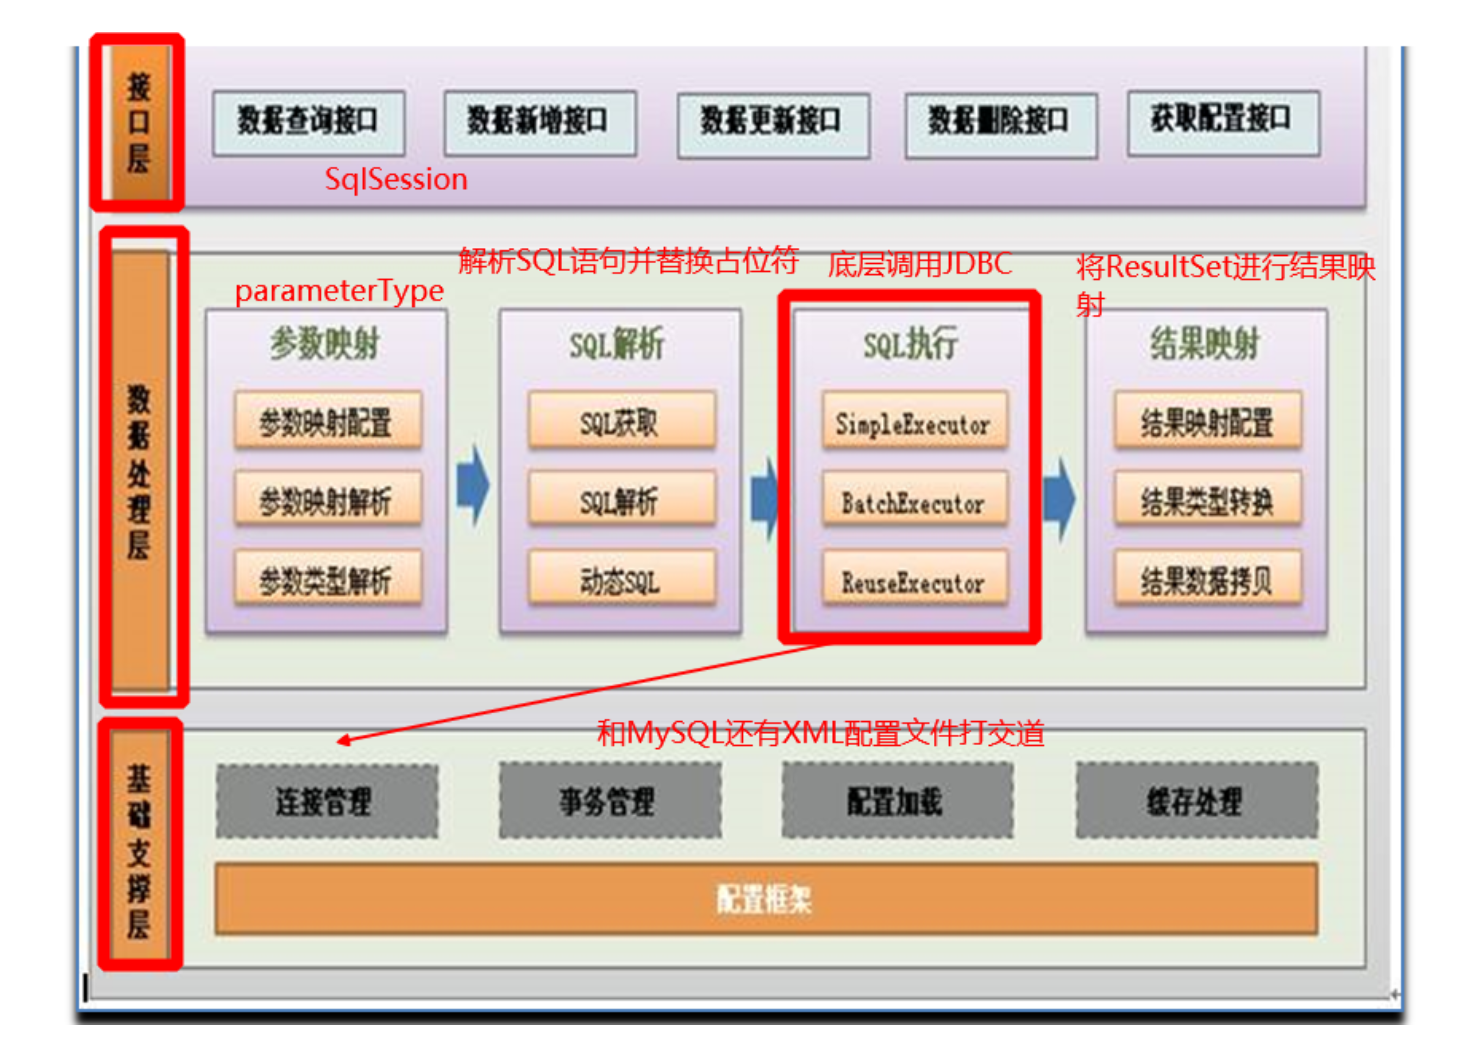 接口层
数据查询接口
数据新增接口
数据更新接口
数据删除接口
获取配置接口
SqlSession
数据处理层
parameterType
解析SQL语句并替换占位符
底层调用JDBC
将ResultSet进行结果映
射
参数映射
参数映射配置
参数映射解析
参数类型解析
SQL解析
SQL获取
SQL解析
动态SQL
SQL执行
SimpleExecutor
BatchExecutor
ReuseExecutor
结果映射
结果映射配置
结果类型转换
结果数据拷贝
基础支撑层
和MySQL还有XML配置文件打交道
连接管理
事务管理
配置加载
缓存处理
配置框架